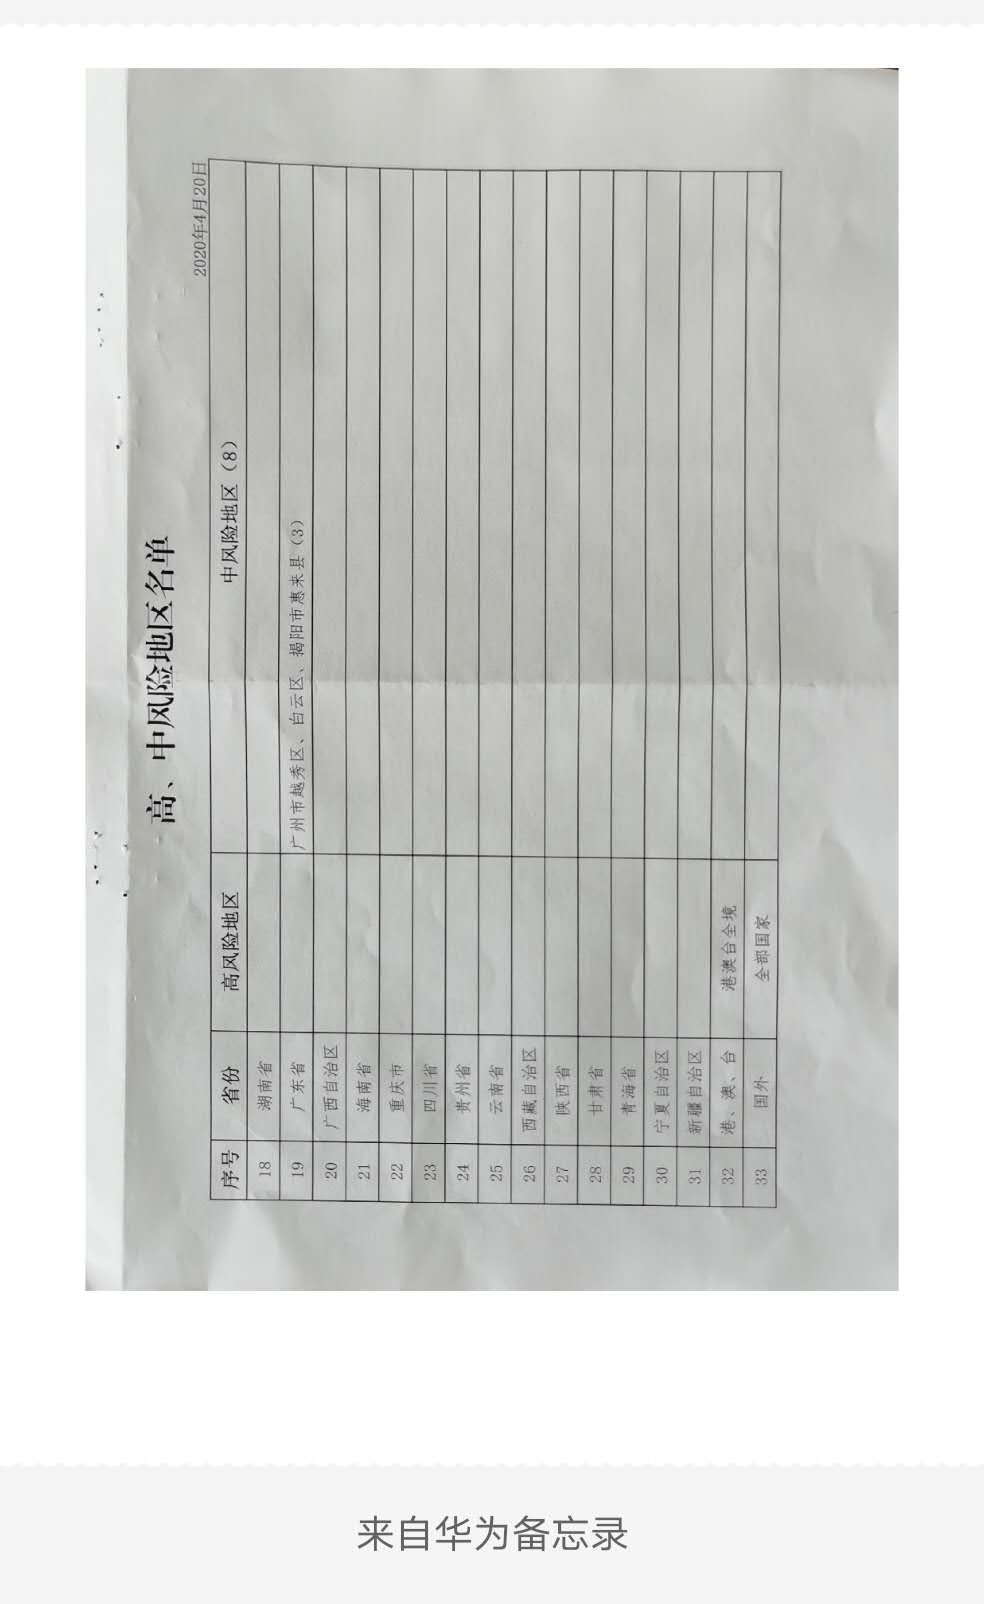 高、中风险地区名单
2020年4月20日
序号 省份 高风险地区 中风险地区（8）
18 湖南省
19 广东省 广州市越秀区、白云区、揭阳市惠来县（3）
20 广西自治区
21 海南省
22 重庆市
23 四川省
24 贵州省
25 云南省
26 西藏自治区
27 陕西省
28 甘肃省
29 青海省
30 宁夏自治区
31 新疆自治区
32 港、澳、台 港澳台全境
33 国外 全部国家
来自华为备忘录